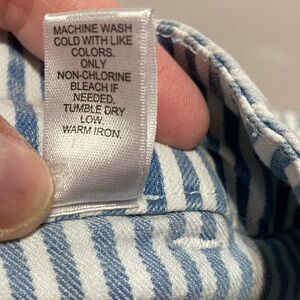 MACHINE WASH
COLD WITH LIKE
COLORS.
ONLY
NON-CHLORINE
BLEACH IF
NEEDED.
TUMBLE DRY
LOW.
WARM IRON.